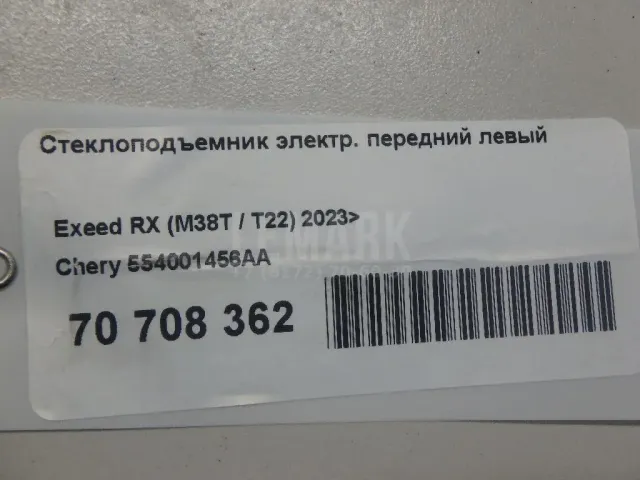 Стеклоподъемник электр. передний левый
Exeed RX (M38T / T22) 2023>
Chery 554001456AA
70 708 362